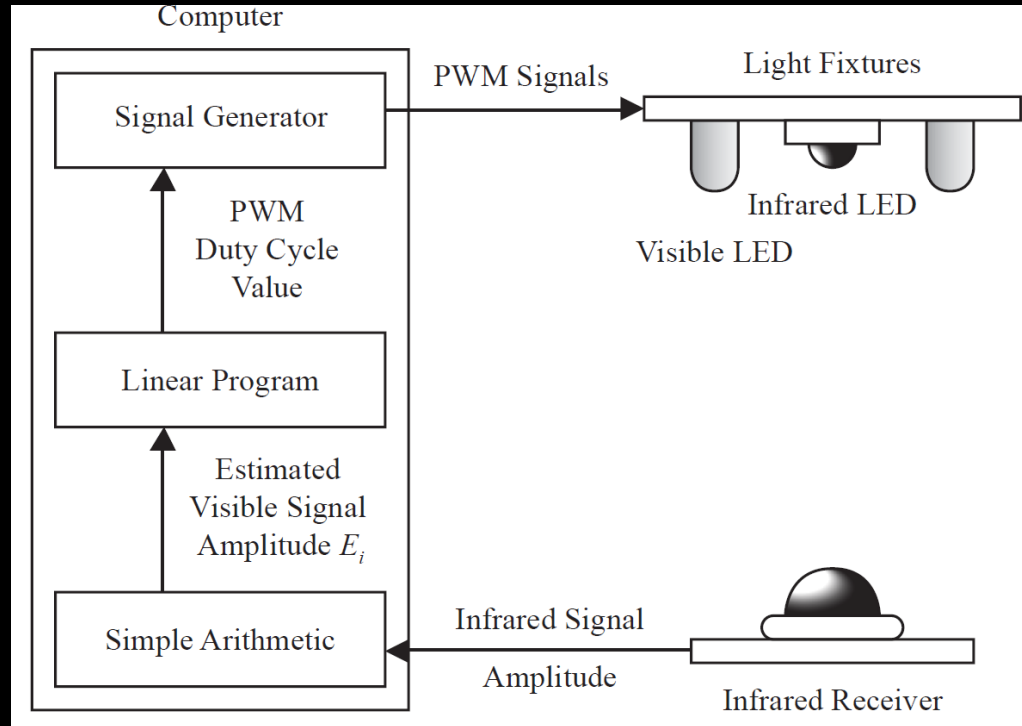 Computer
Signal Generator
PWM Signals
Light Fixtures
Infrared LED
Visible LED
PWM
Duty Cycle
Value
Linear Program
Estimated
Visible Signal
Amplitude E_i
Simple Arithmetic
Infrared Signal
Amplitude
Infrared Receiver